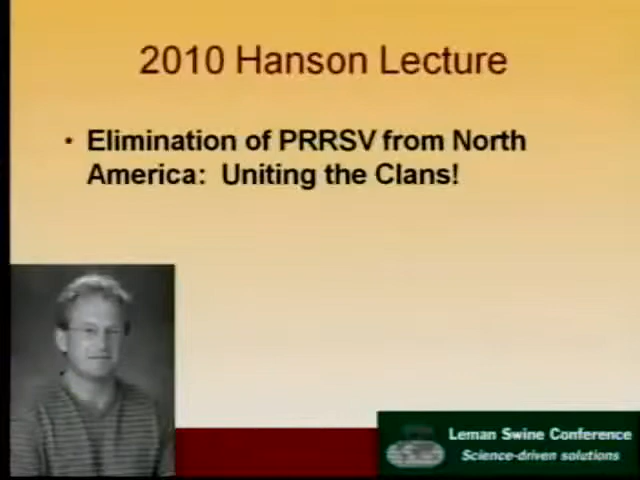 2010 Hanson Lecture
• Elimination of PRRSV from North
America: Uniting the Clans!
Leman Swine Conference
Science-driven solutions